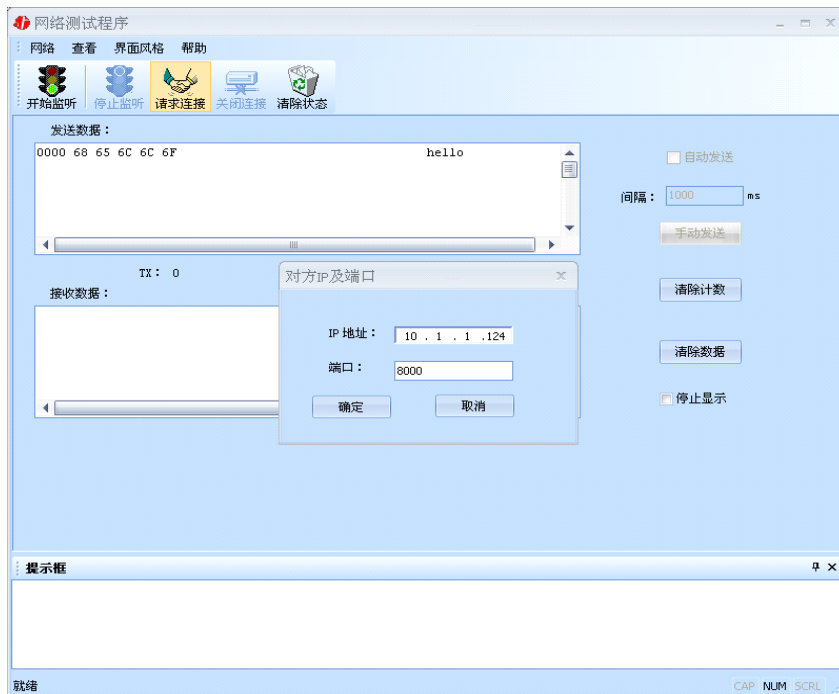 网络测试程序
网络 查看 界面风格 帮助
开始监听 停止监听 请求连接 关闭连接 清除状态
发送数据：
0000 68 65 6C 6C 6F hello
自动发送
间隔： 1000 ms
手动发送
TX： 0
接收数据：
清除计数
清除数据
停止显示
对方IP及端口
IP 地址： 10 . 1 . 1 .124
端口： 8000
确定 取消
提示框
就绪
CAP NUM SCRL